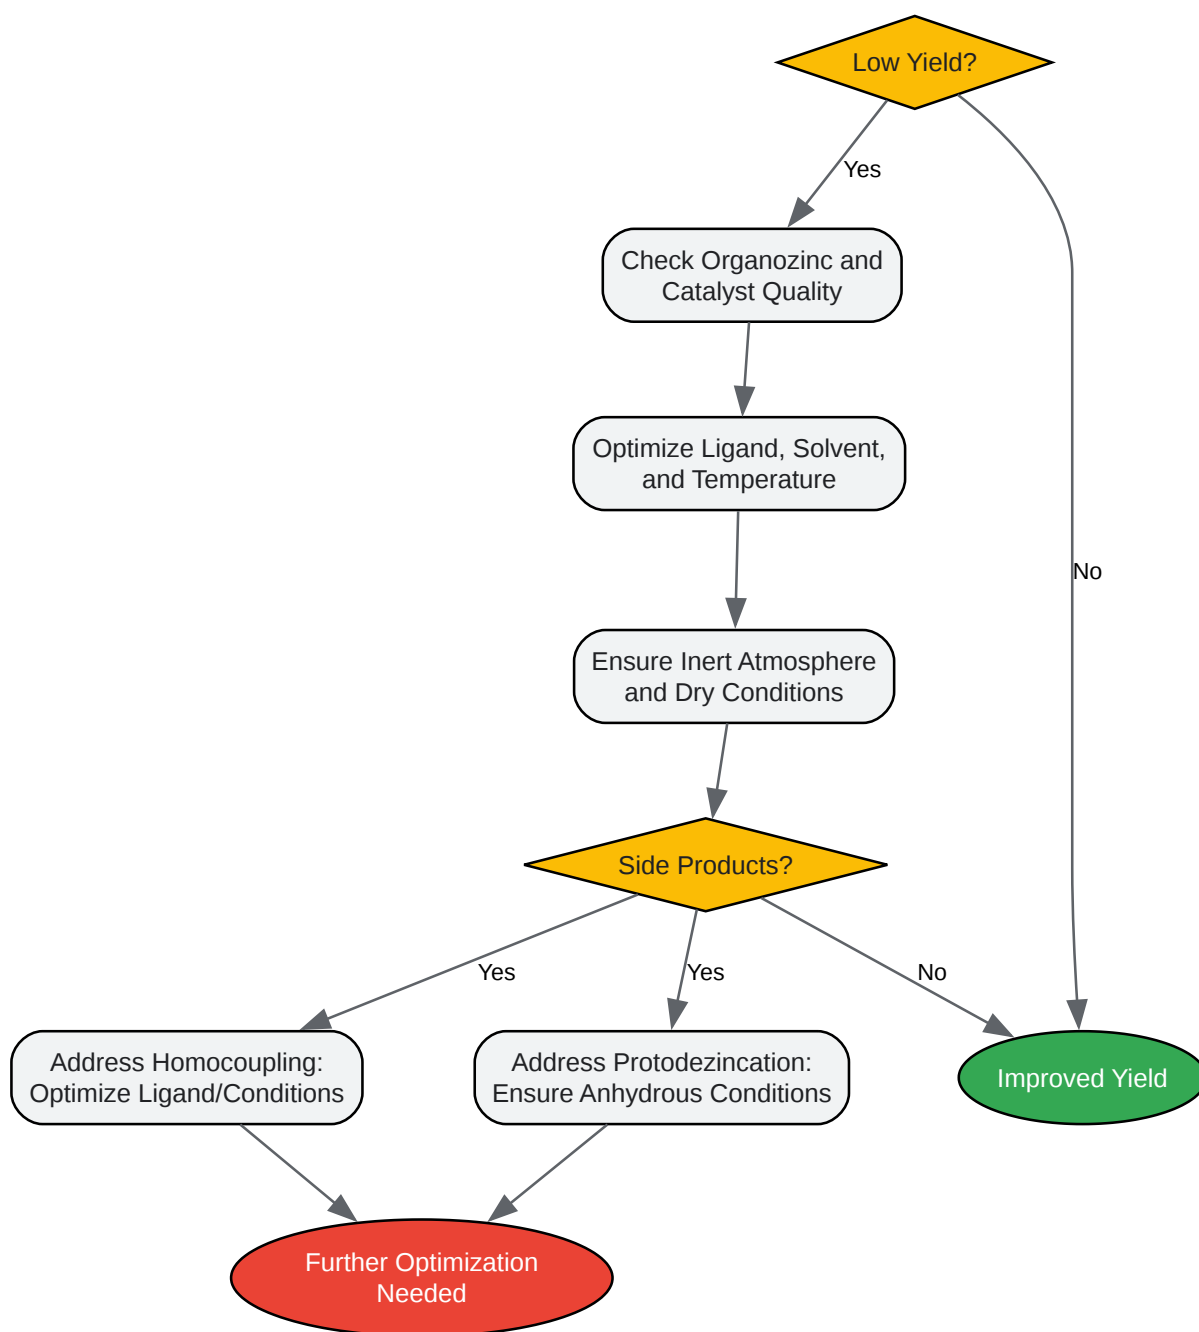 Low Yield?
Yes
Check Organozinc and
Catalyst Quality
Optimize Ligand, Solvent,
and Temperature
No
Ensure Inert Atmosphere
and Dry Conditions
Side Products?
Yes
Yes
No
Address Homocoupling:
Optimize Ligand/Conditions
Address Protodezincation:
Ensure Anhydrous Conditions
Improved Yield
Further Optimization
Needed